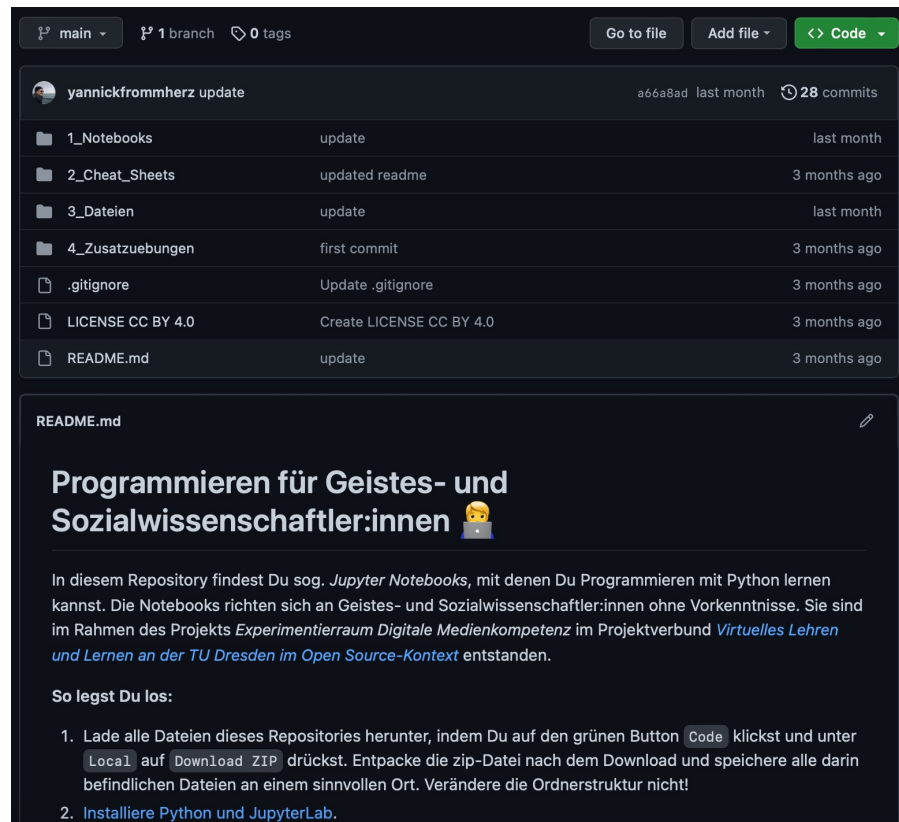 main 1 branch 0 tags Go to file Add file <> Code
yannickfrommherz update a66a8ad last month 28 commits
1_Notebooks update last month
2_Cheat_Sheets updated readme 3 months ago
3_Dateien update last month
4_Zusatzuebungen first commit 3 months ago
.gitignore Update .gitignore 3 months ago
LICENSE CC BY 4.0 Create LICENSE CC BY 4.0 3 months ago
README.md update 3 months ago
README.md
Programmieren für Geistes- und
Sozialwissenschaftler:innen
In diesem Repository findest Du sog. Jupyter Notebooks, mit denen Du Programmieren mit Python lernen
kannst. Die Notebooks richten sich an Geistes- und Sozialwissenschaftler:innen ohne Vorkenntnisse. Sie sind
im Rahmen des Projekts Experimentierraum Digitale Medienkompetenz im Projektverbund Virtuelles Lehren
und Lernen an der TU Dresden im Open Source-Kontext entstanden.
So legst Du los:
1. Lade alle Dateien dieses Repositories herunter, indem Du auf den grünen Button Code klickst und unter
Local auf Download ZIP drückst. Entpacke die zip-Datei nach dem Download und speichere alle darin
befindlichen Dateien an einem sinnvollen Ort. Verändere die Ordnerstruktur nicht!
2. Installiere Python und JupyterLab.